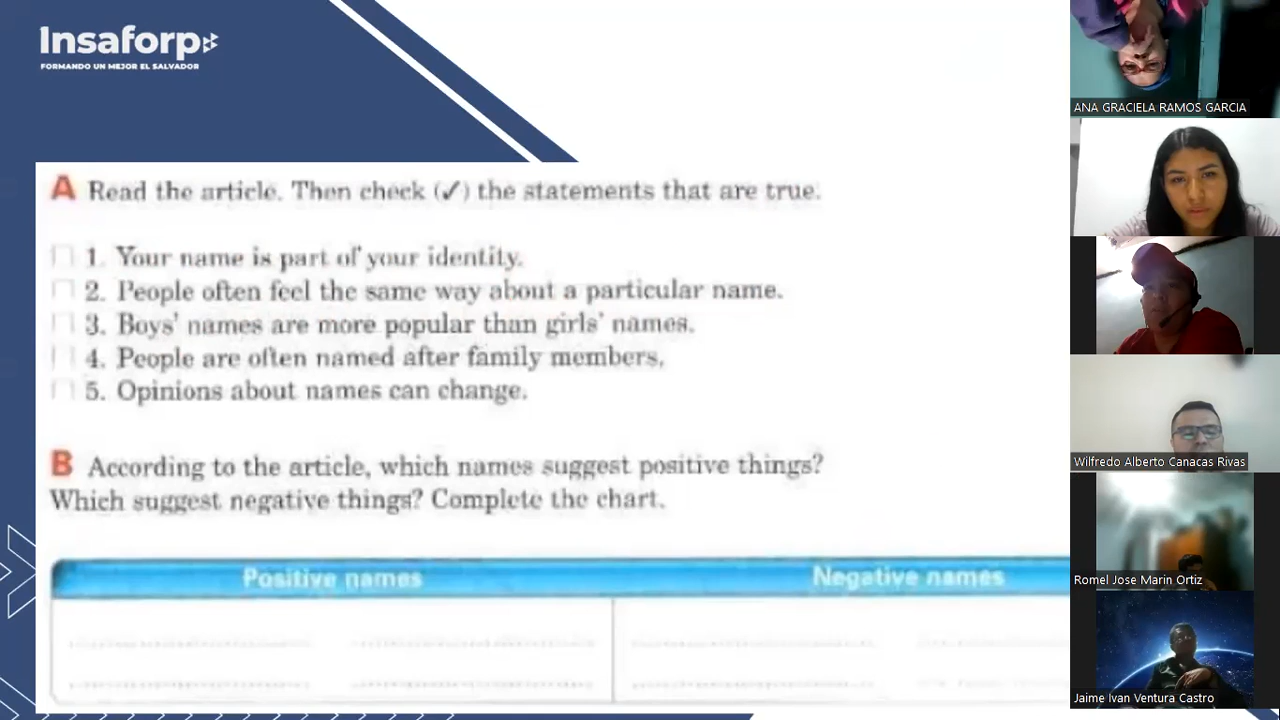 Insaforp
FORMANDO UN MEJOR EL SALVADOR
A Read the article. Then check (✓) the statements that are true.
1. Your name is part of your identity.
2. People often feel the same way about a particular name.
3. Boys' names are more popular than girls' names.
4. People are often named after family members.
5. Opinions about names can change.
B According to the article, which names suggest positive things?
Which suggest negative things? Complete the chart.
Positive names
Negative names
ANA GRACIELA RAMOS GARCIA
Wilfredo Alberto Canacas Rivas
Romel Jose Marin Ortiz
Jaime Ivan Ventura Castro